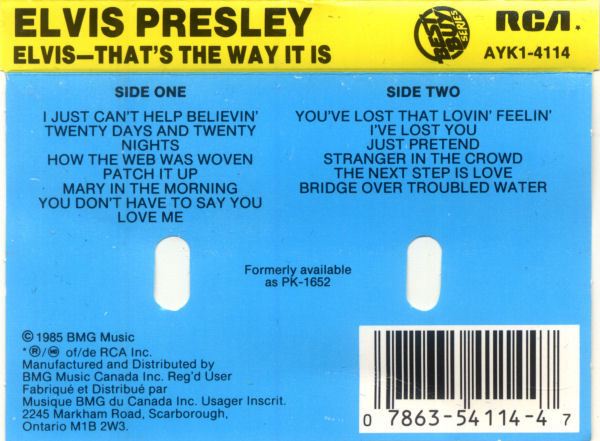 ELVIS PRESLEY
ELVIS—THAT'S THE WAY IT IS
BEST BUY SERIES
RCA
AYK1-4114
SIDE ONE
I JUST CAN'T HELP BELIEVIN'
TWENTY DAYS AND TWENTY
NIGHTS
HOW THE WEB WAS WOVEN
PATCH IT UP
MARY IN THE MORNING
YOU DON'T HAVE TO SAY YOU
LOVE ME
SIDE TWO
YOU'VE LOST THAT LOVIN' FEELIN'
I'VE LOST YOU
JUST PRETEND
STRANGER IN THE CROWD
THE NEXT STEP IS LOVE
BRIDGE OVER TROUBLED WATER
Formerly available
as PK-1652
© 1985 BMG Music
*®/ of/de RCA Inc.
Manufactured and Distributed by
BMG Music Canada Inc. Reg'd User
Fabriqué et Distribué par
Musique BMG du Canada Inc. Usager Inscrit.
2245 Markham Road, Scarborough,
Ontario M1B 2W3.
0 7863-54114-4 7